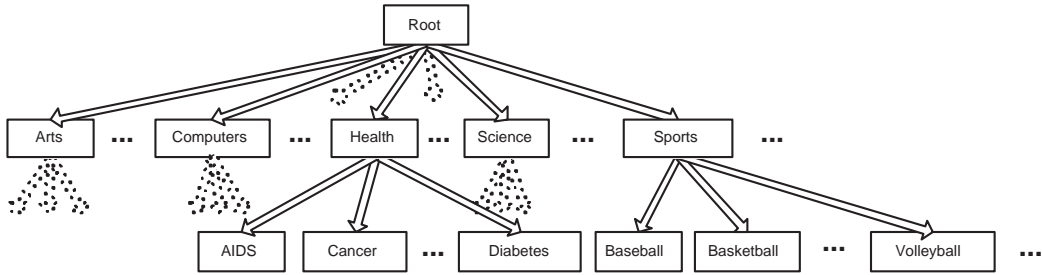 Root
Arts ... Computers ... Health ... Science ... Sports ...
AIDS Cancer ... Diabetes Baseball Basketball ... Volleyball ...